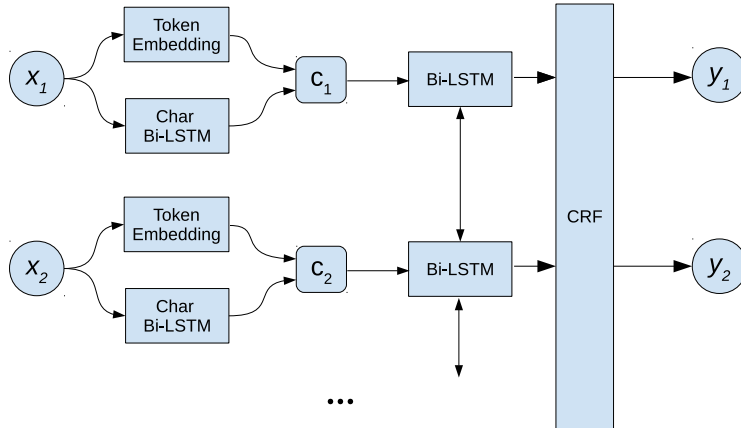 Token
Embedding
x₁
c₁
Bi-LSTM
y₁
Char
Bi-LSTM
CRF
Token
Embedding
x₂
c₂
Bi-LSTM
y₂
Char
Bi-LSTM
...